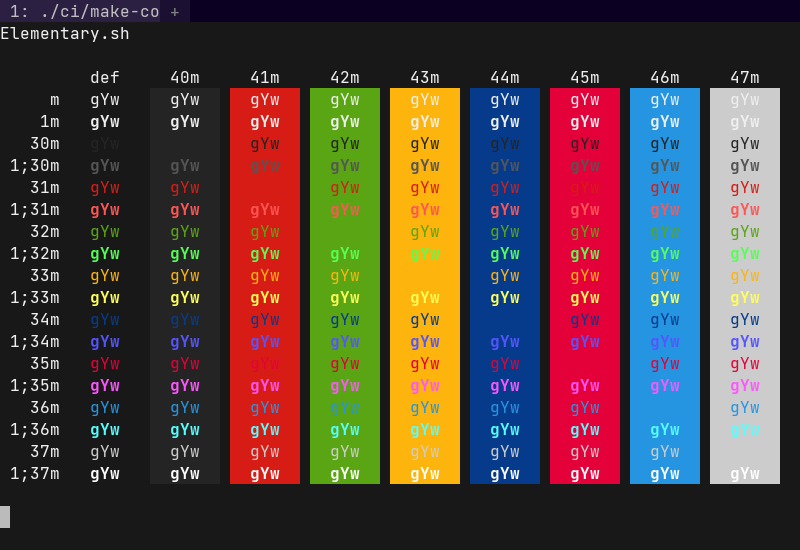 1: ./ci/make-co +
Elementary.sh
def 40m 41m 42m 43m 44m 45m 46m 47m
m gYw gYw gYw gYw gYw gYw gYw gYw gYw
1m gYw gYw gYw gYw gYw gYw gYw gYw gYw
30m gYw gYw gYw gYw gYw gYw gYw gYw
1;30m gYw gYw gYw gYw gYw gYw gYw gYw gYw
31m gYw gYw gYw gYw gYw gYw gYw gYw
1;31m gYw gYw gYw gYw gYw gYw gYw gYw gYw
32m gYw gYw gYw gYw gYw gYw gYw gYw
1;32m gYw gYw gYw gYw gYw gYw gYw gYw gYw
33m gYw gYw gYw gYw gYw gYw gYw gYw
1;33m gYw gYw gYw gYw gYw gYw gYw gYw gYw
34m gYw gYw gYw gYw gYw gYw gYw gYw
1;34m gYw gYw gYw gYw gYw gYw gYw gYw gYw
35m gYw gYw gYw gYw gYw gYw gYw gYw
1;35m gYw gYw gYw gYw gYw gYw gYw gYw gYw
36m gYw gYw gYw gYw gYw gYw gYw gYw
1;36m gYw gYw gYw gYw gYw gYw gYw gYw gYw
37m gYw gYw gYw gYw gYw gYw gYw gYw
1;37m gYw gYw gYw gYw gYw gYw gYw gYw gYw